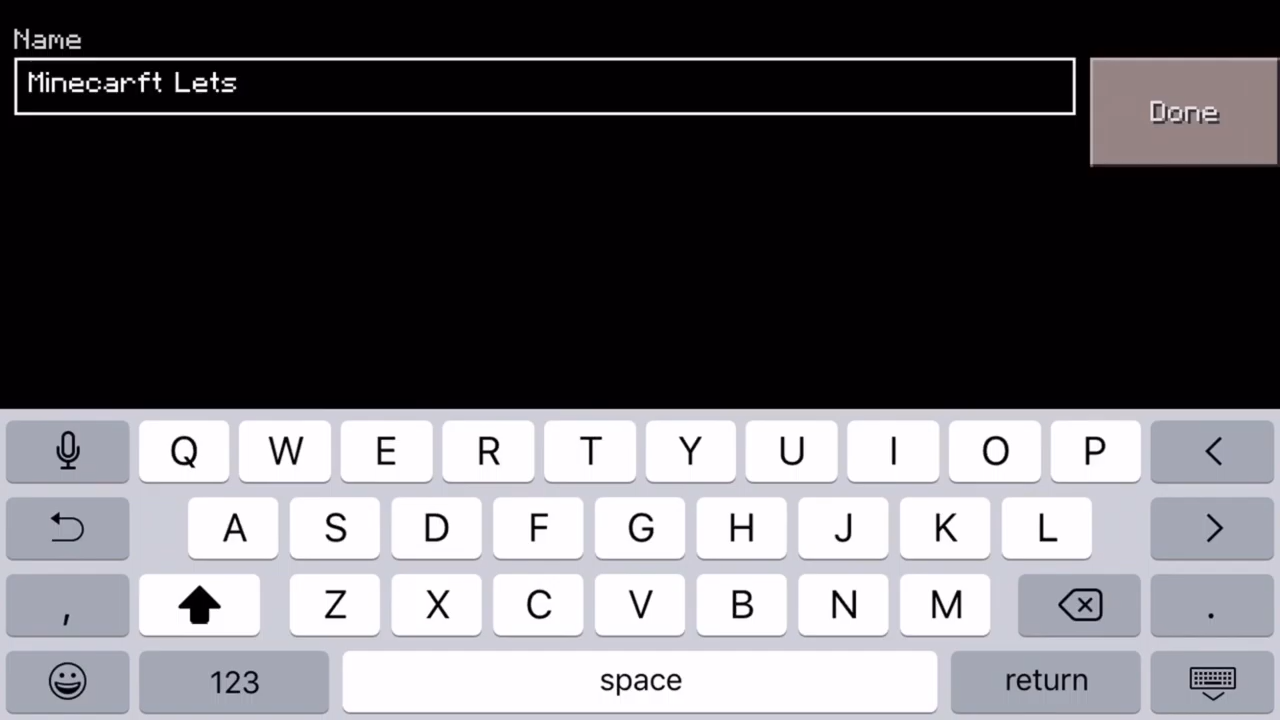 Name
Minecarft Lets
Done
Q W E R T Y U I O P <
A S D F G H J K L >
, Z X C V B N M .
123 space return